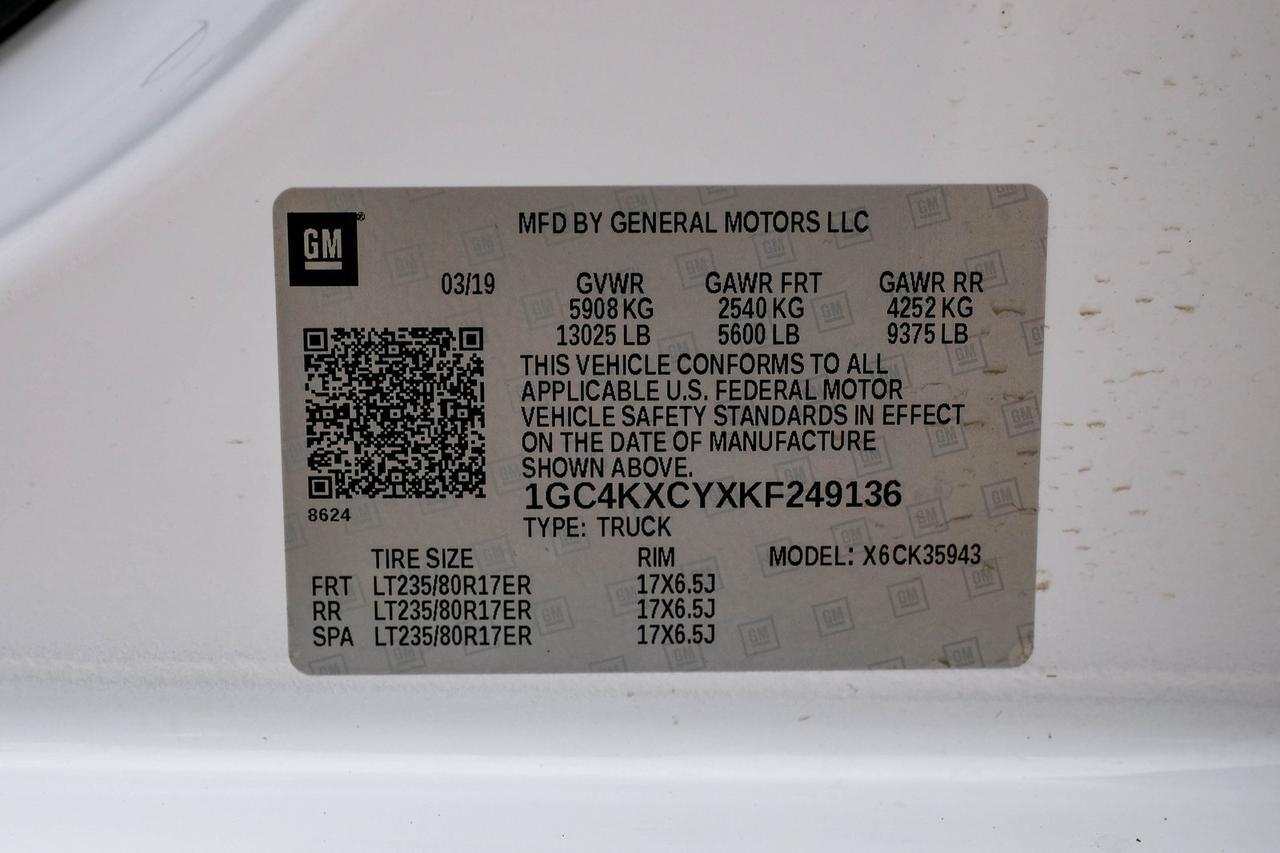 GM
MFD BY GENERAL MOTORS LLC
03/19 GVWR GAWR FRT GAWR RR
5908 KG 2540 KG 4252 KG
13025 LB 5600 LB 9375 LB
THIS VEHICLE CONFORMS TO ALL
APPLICABLE U.S. FEDERAL MOTOR
VEHICLE SAFETY STANDARDS IN EFFECT
ON THE DATE OF MANUFACTURE
SHOWN ABOVE.
1GC4KXCYXKF249136
8624
TYPE: TRUCK
TIRE SIZE RIM MODEL: X6CK35943
FRT LT235/80R17ER 17X6.5J
RR LT235/80R17ER 17X6.5J
SPA LT235/80R17ER 17X6.5J